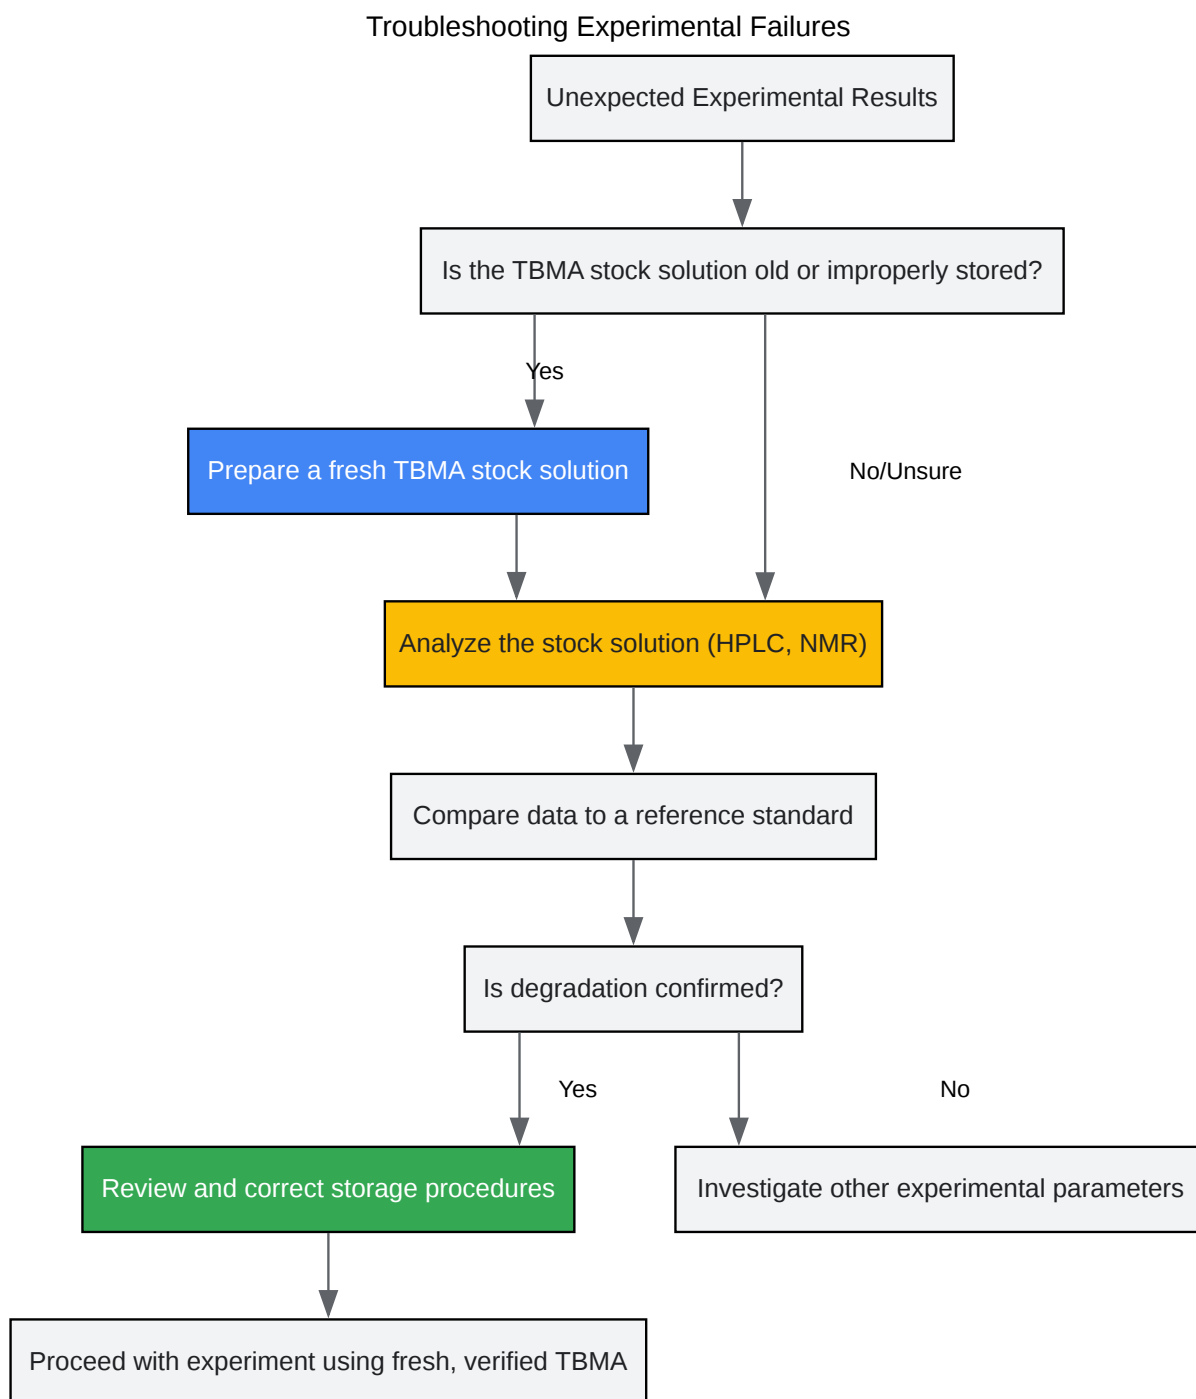 Troubleshooting Experimental Failures
Unexpected Experimental Results
Is the TBMA stock solution old or improperly stored?
Yes
Prepare a fresh TBMA stock solution
No/Unsure
Analyze the stock solution (HPLC, NMR)
Compare data to a reference standard
Is degradation confirmed?
Yes
No
Review and correct storage procedures
Investigate other experimental parameters
Proceed with experiment using fresh, verified TBMA